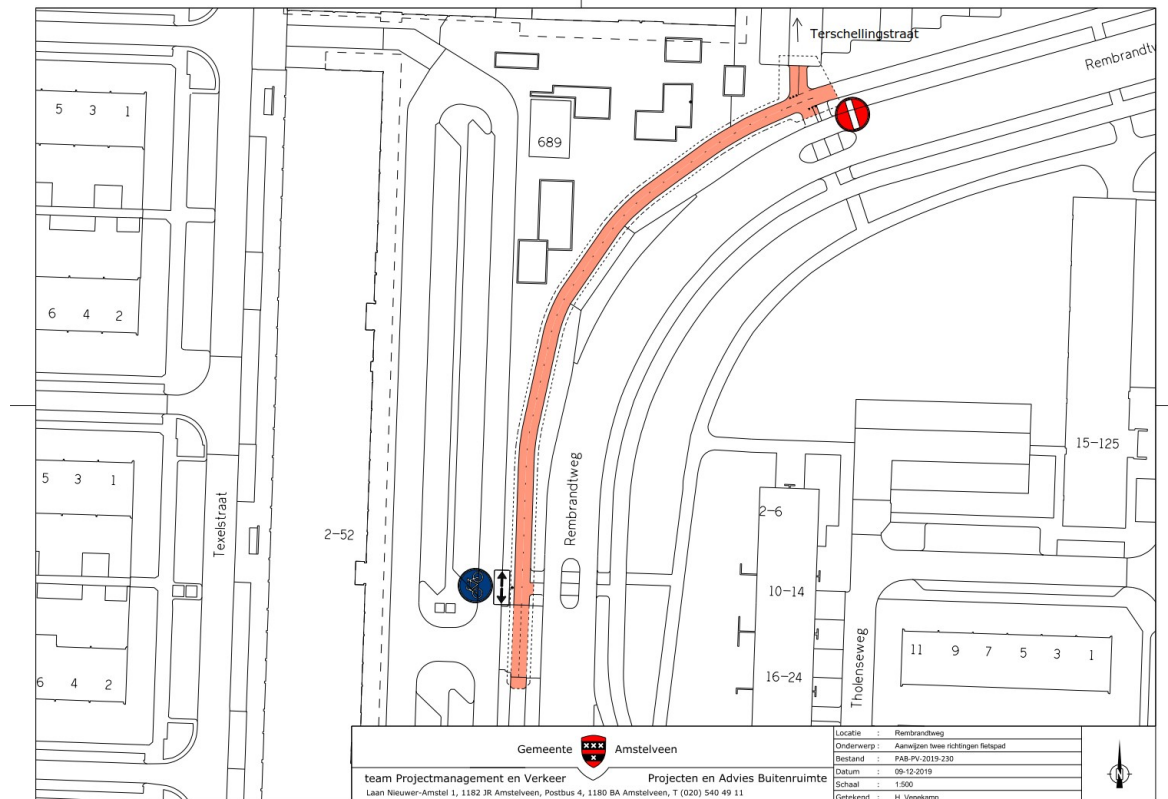 Terschellingstraat
Rembrandtw
5 3 1
689
6 4 2
15-125
5 3 1
Texelstraat
2-52
Rembrandtweg
2-6
10-14
16-24
Tholenseweg
11 9 7 5 3 1
6 4 2
Gemeente Amstelveen
team Projectmanagement en Verkeer Projecten en Advies Buitenruimte
Laan Nieuwer-Amstel 1, 1182 JR Amstelveen, Postbus 4, 1180 BA Amstelveen, T (020) 540 49 11
Locatie : Rembrandtweg
Onderwerp : Aanwijzen twee richtingen fietspad
Bestand : PAB-PV-2019-230
Datum : 09-12-2019
Schaal : 1:500
Getekend : H. Venekamp